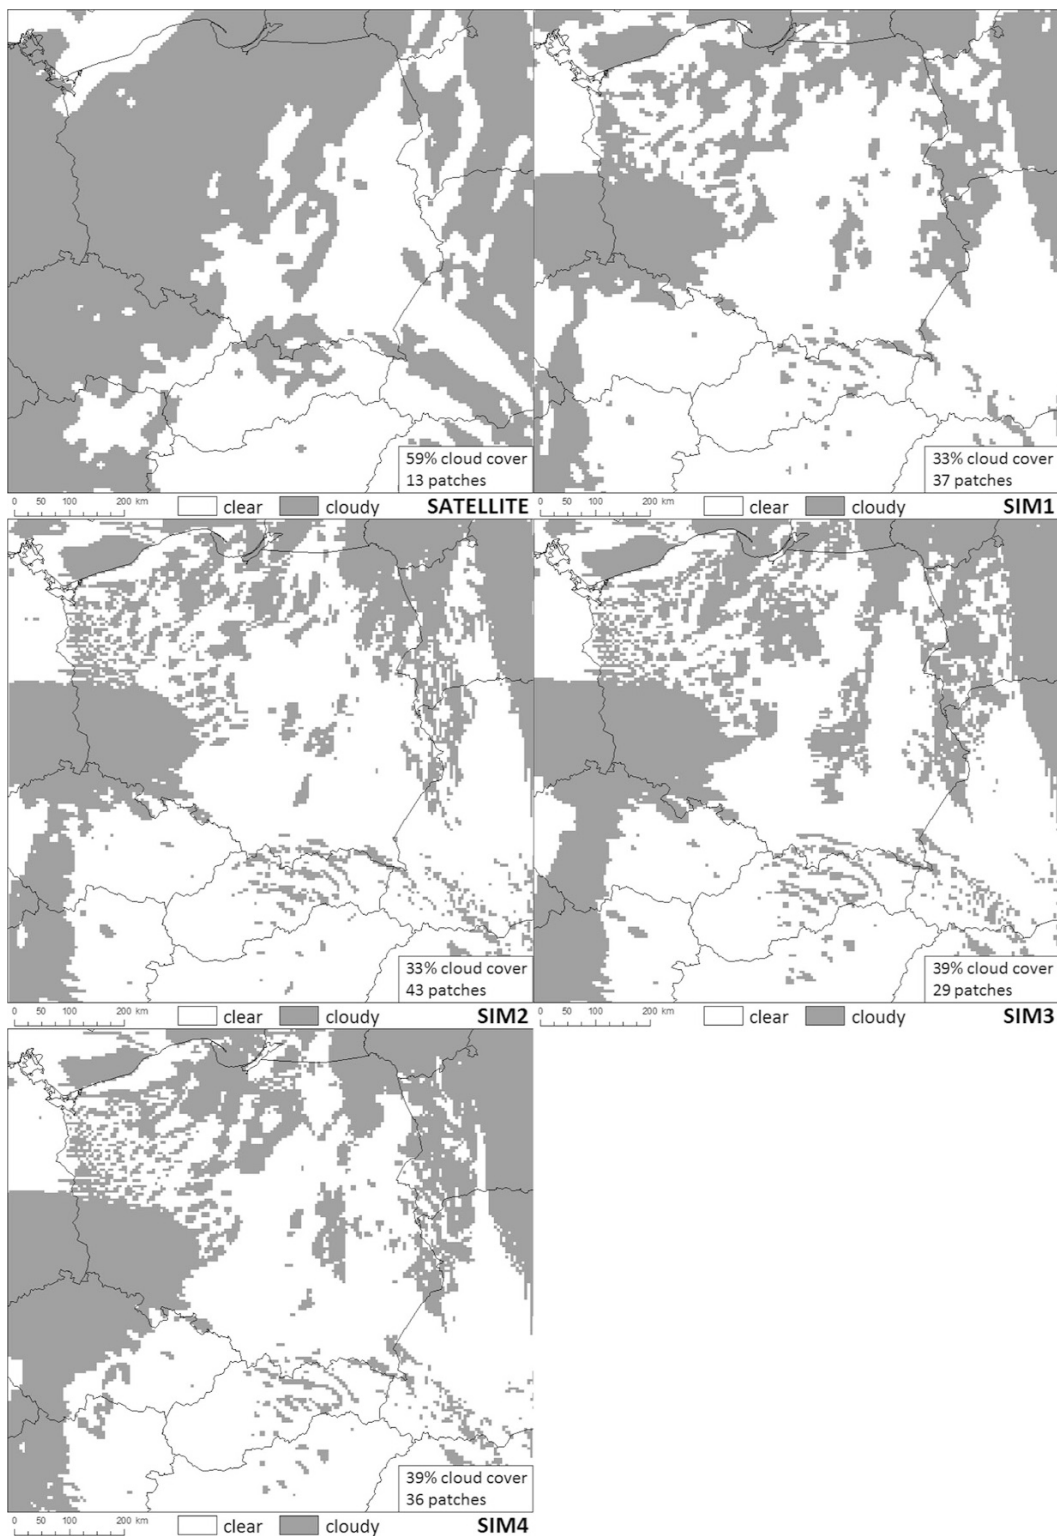 59% cloud cover
13 patches
0 50 100 200 km
clear cloudy SATELLITE
33% cloud cover
37 patches
0 50 100 200 km
clear cloudy SIM1
33% cloud cover
43 patches
0 50 100 200 km
clear cloudy SIM2
39% cloud cover
29 patches
0 50 100 200 km
clear cloudy SIM3
39% cloud cover
36 patches
0 50 100 200 km
clear cloudy SIM4